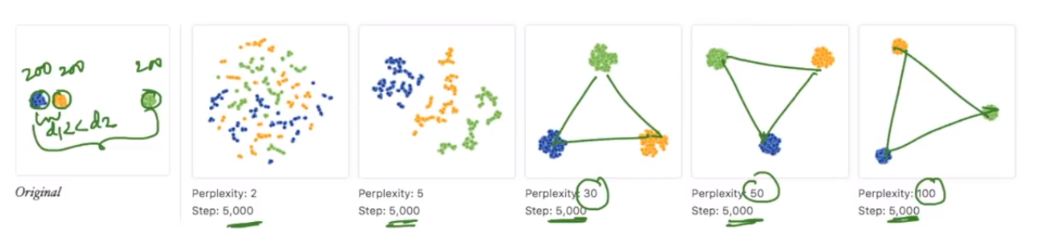 200 200 200
d1 < d2
Original
Perplexity: 2
Step: 5,000
Perplexity: 5
Step: 5,000
Perplexity: 30
Step: 5,000
Perplexity: 50
Step: 5,000
Perplexity: 100
Step: 5,000